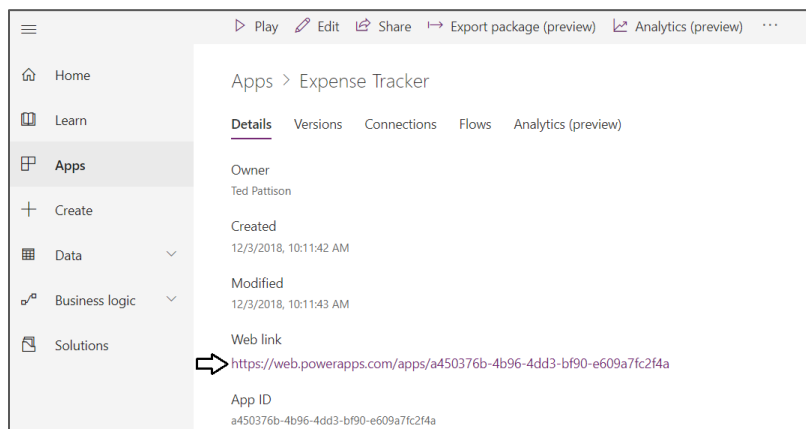 Play Edit Share Export package (preview) Analytics (preview) ...
Home
Learn
Apps
Create
Data
Business logic
Solutions
Apps > Expense Tracker
Details Versions Connections Flows Analytics (preview)
Owner
Ted Pattison
Created
12/3/2018, 10:11:42 AM
Modified
12/3/2018, 10:11:43 AM
Web link
https://web.powerapps.com/apps/a450376b-4b96-4dd3-bf90-e609a7fc2f4a
App ID
a450376b-4b96-4dd3-bf90-e609a7fc2f4a